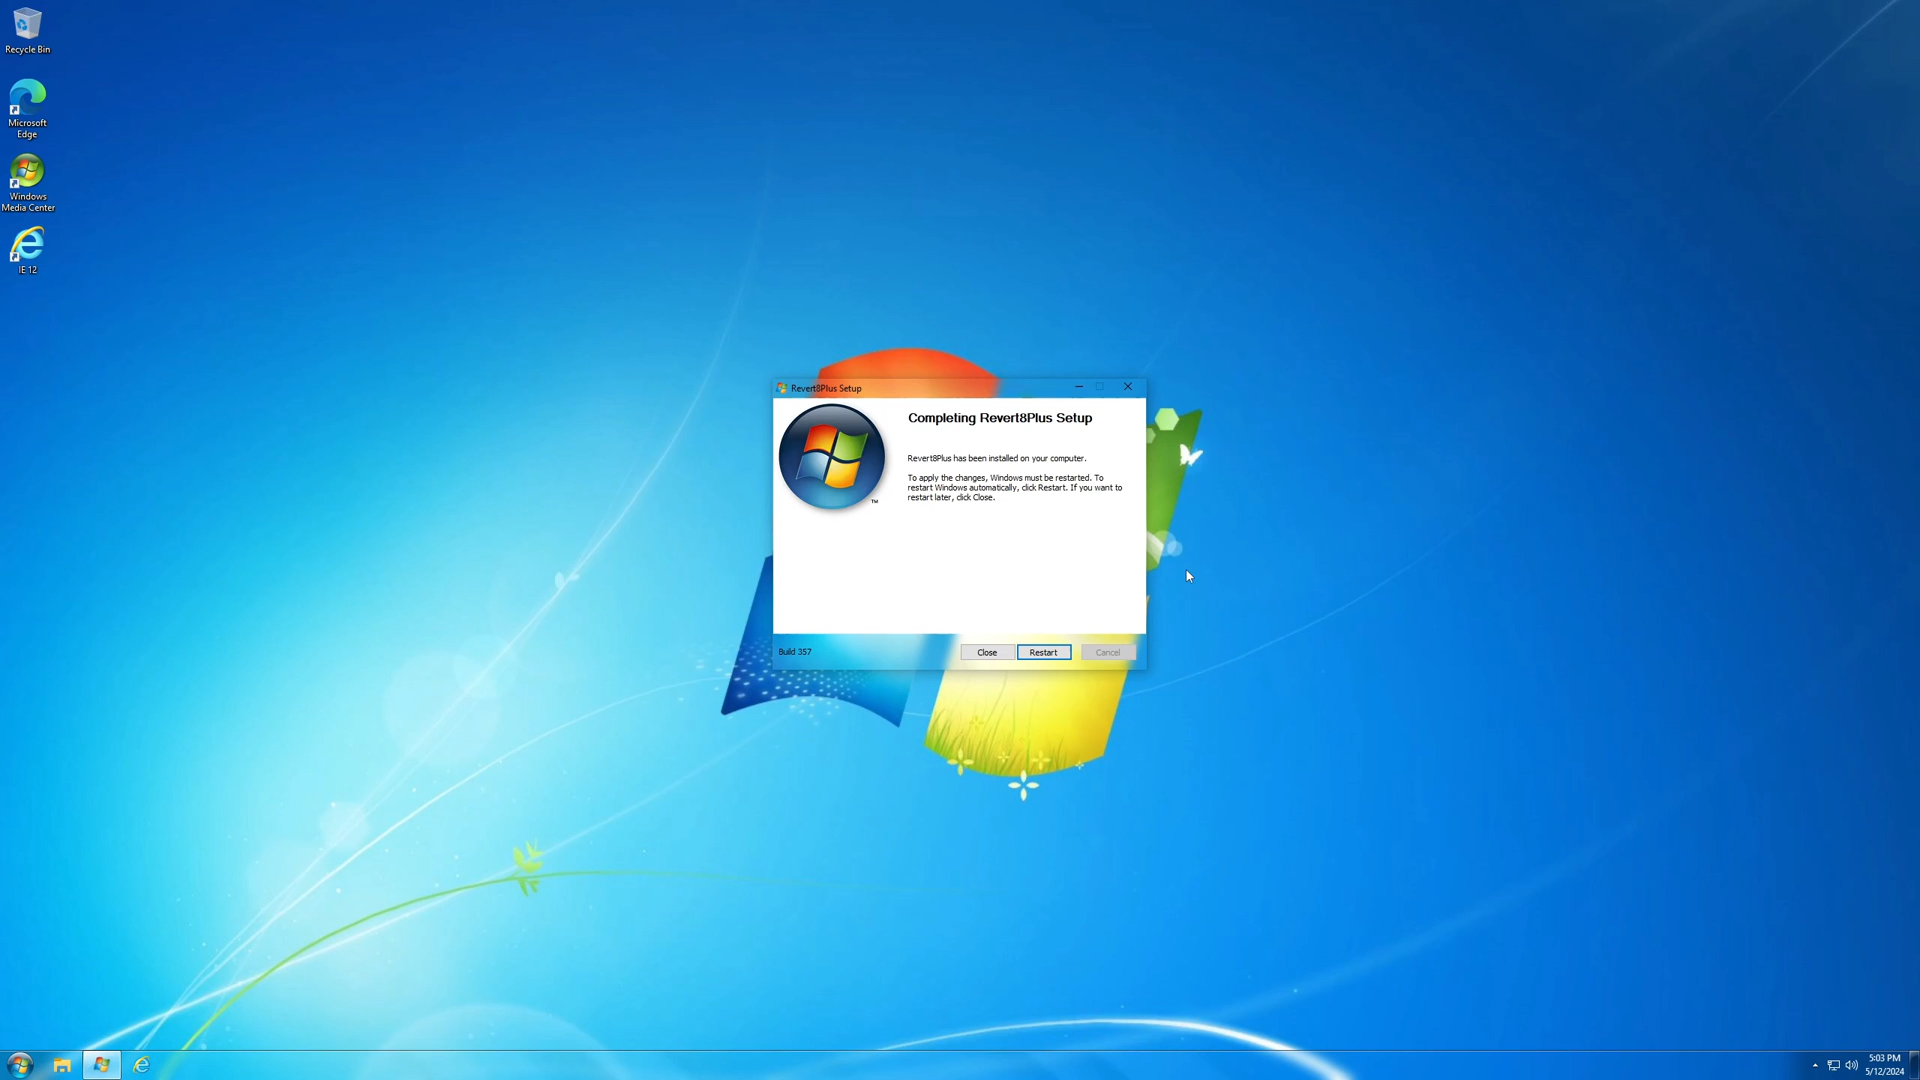 Recycle Bin
Microsoft
Edge
Windows
Media Center
IE 12
Revert8Plus Setup
Completing Revert8Plus Setup
Revert8Plus has been installed on your computer.
To apply the changes, Windows must be restarted. To
restart Windows automatically, click Restart. If you want to
restart later, click Close.
TM
Build 357
Close
Restart
Cancel
5:03 PM
5/12/2024